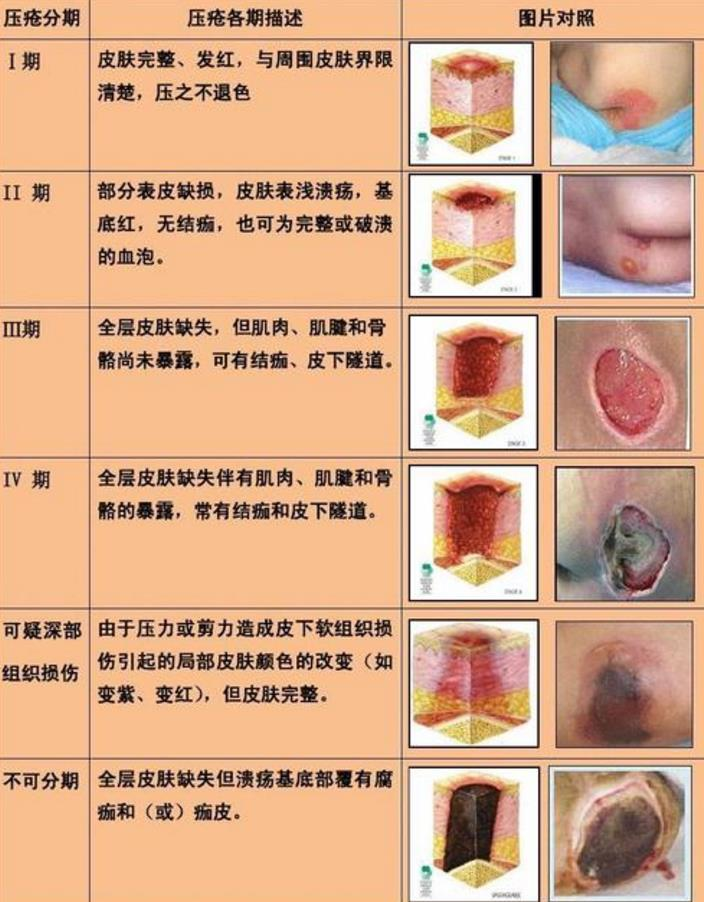 压疮分期 压疮各期描述 图片对照
I期 皮肤完整、发红，与周围皮肤界限
清楚，压之不退色
STAGE 1
II 期 部分表皮缺损，皮肤表浅溃疡，基
底红，无结痂，也可为完整或破溃
的血泡。
STAGE 2
III期 全层皮肤缺失，但肌肉、肌腱和骨
骼尚未暴露，可有结痂、皮下隧道。
STAGE 3
IV 期 全层皮肤缺失伴有肌肉、肌腱和骨
骼的暴露，常有结痂和皮下隧道。
STAGE 4
可疑深部 由于压力或剪力造成皮下软组织损
组织损伤 伤引起的局部皮肤颜色的改变（如
变紫、变红），但皮肤完整。
不可分期 全层皮肤缺失但溃疡基底部覆有腐
痂和（或）痂皮。